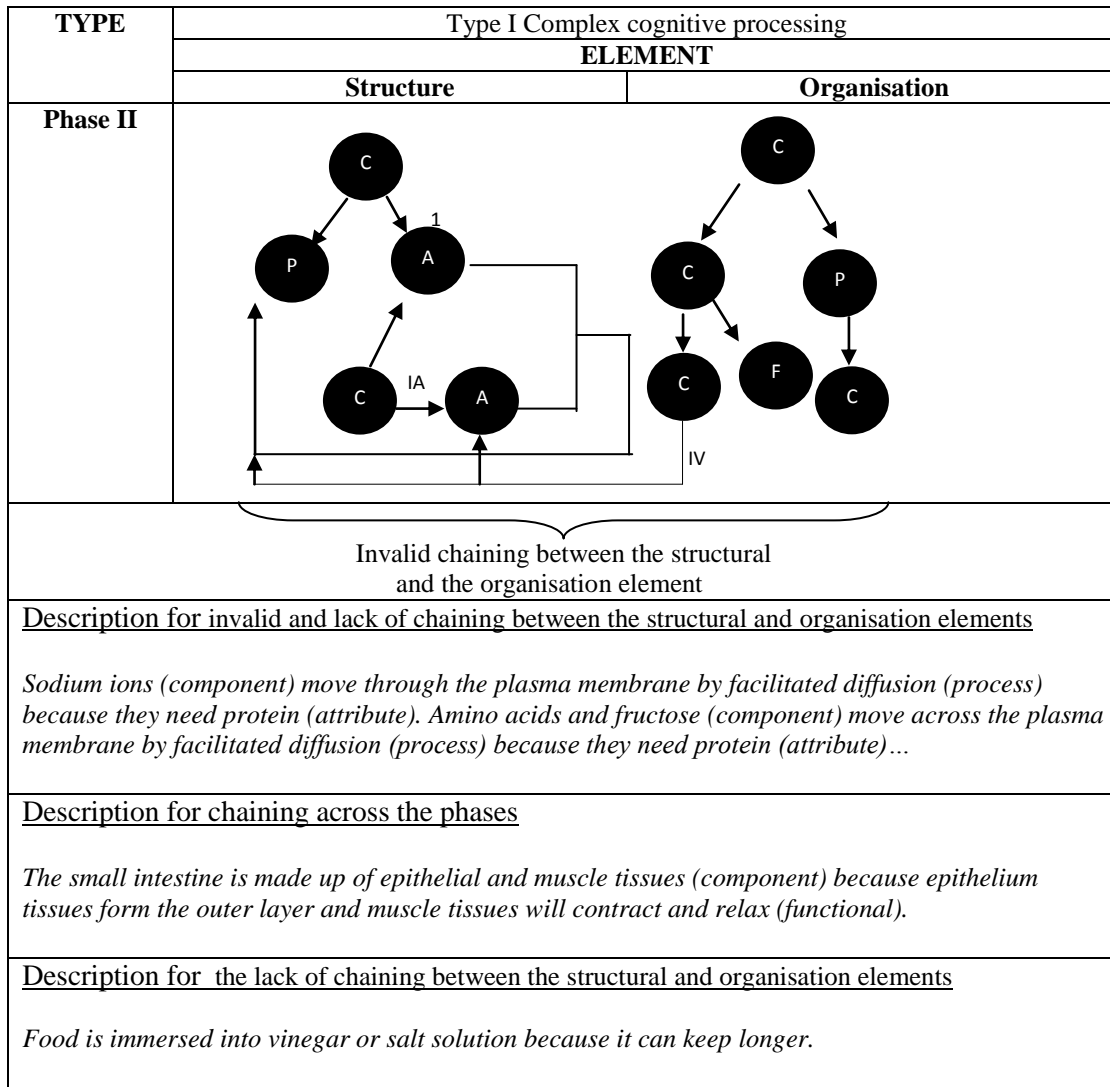 TYPE
Type I Complex cognitive processing
ELEMENT
Structure
Organisation
Phase II
C
P
1
A
C
IA
A
C
C
P
C
F
C
IV
Invalid chaining between the structural
and the organisation element
Description for invalid and lack of chaining between the structural and organisation elements
Sodium ions (component) move through the plasma membrane by facilitated diffusion (process)
because they need protein (attribute). Amino acids and fructose (component) move across the plasma
membrane by facilitated diffusion (process) because they need protein (attribute)…
Description for chaining across the phases
The small intestine is made up of epithelial and muscle tissues (component) because epithelium
tissues form the outer layer and muscle tissues will contract and relax (functional).
Description for the lack of chaining between the structural and organisation elements
Food is immersed into vinegar or salt solution because it can keep longer.